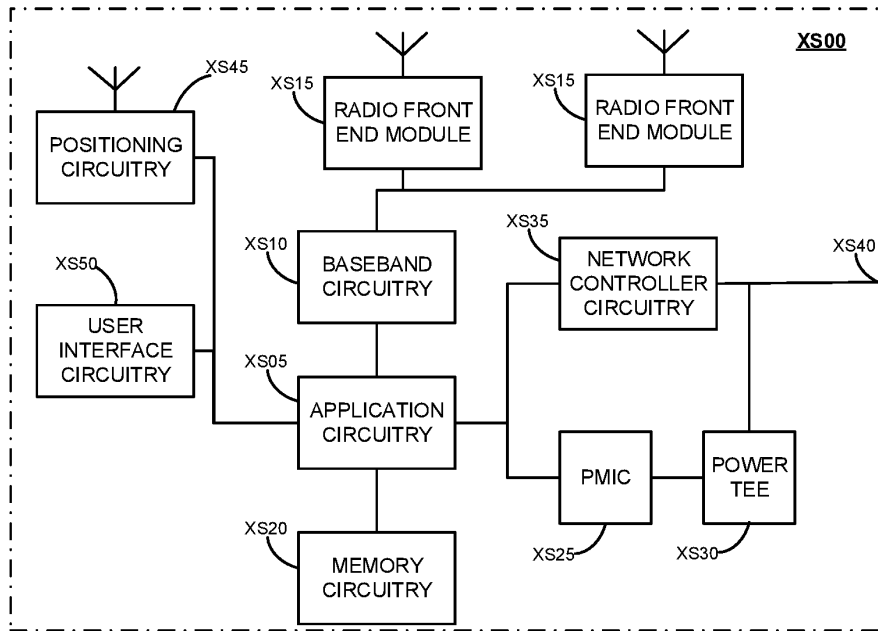 XS00
XS45
XS15
XS15
POSITIONING
CIRCUITRY
RADIO FRONT
END MODULE
RADIO FRONT
END MODULE
XS10
XS35
XS40
XS50
BASEBAND
CIRCUITRY
NETWORK
CONTROLLER
CIRCUITRY
USER
INTERFACE
CIRCUITRY
XS05
APPLICATION
CIRCUITRY
PMIC
POWER
TEE
XS20
XS25
XS30
MEMORY
CIRCUITRY